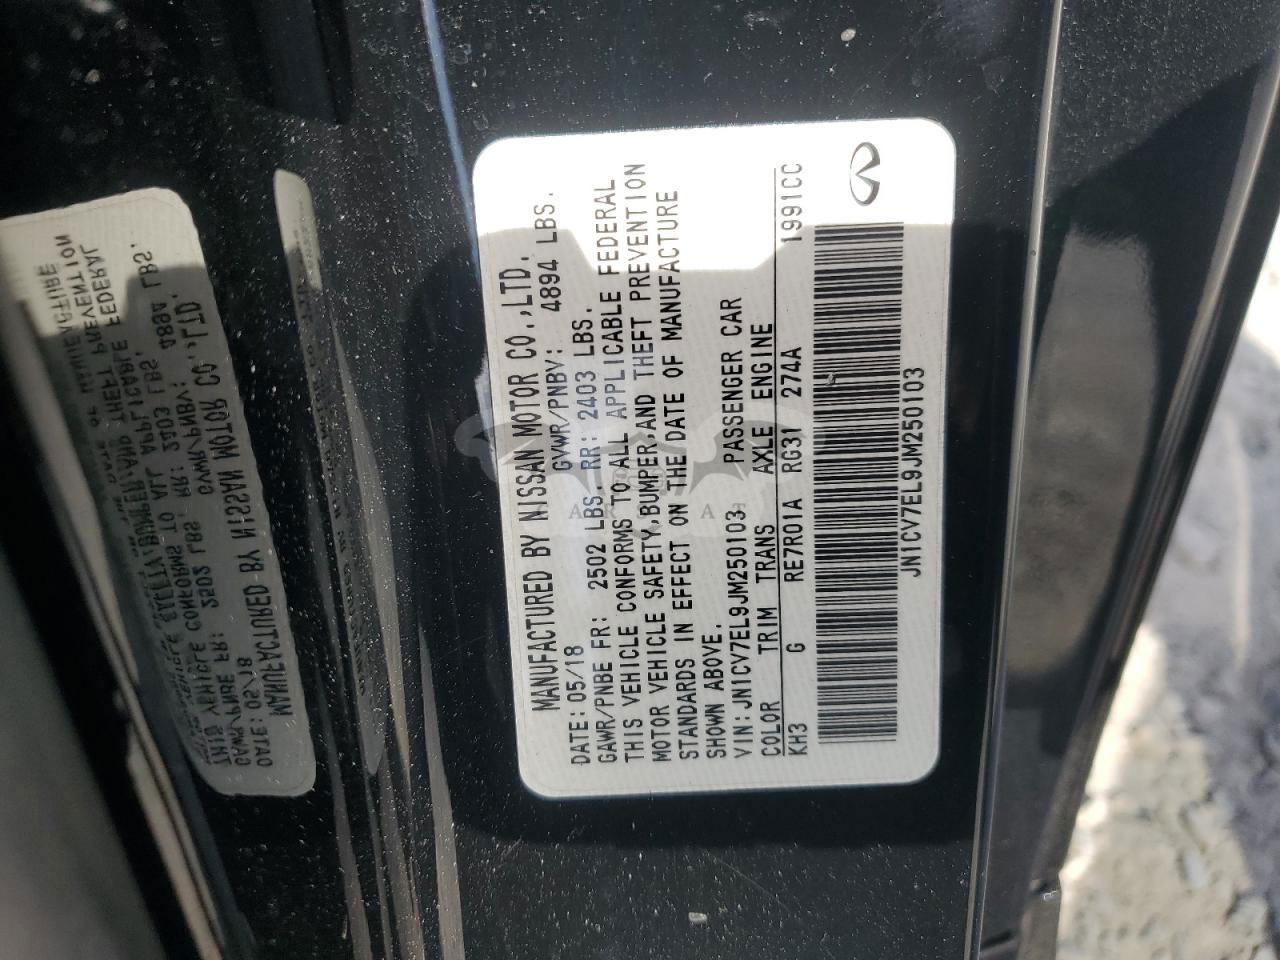 MANUFACTURED BY NISSAN MOTOR CO.,LTD.
DATE: 05/18 GVWR/PNBV: 4894 LBS.
GAWR/PNBE FR: 2502 LBS. RR: 2403 LBS.
THIS VEHICLE CONFORMS TO ALL APPLICABLE FEDERAL
MOTOR VEHICLE SAFETY,BUMPER,AND THEFT PREVENTION
STANDARDS IN EFFECT ON THE DATE OF MANUFACTURE
SHOWN ABOVE.
VIN: JN1CV7EL9JM250103 PASSENGER CAR
COLOR TRIM TRANS AXLE ENGINE
KH3 G RE7R01A RG31 274A 1991CC
JN1CV7EL9JM250103